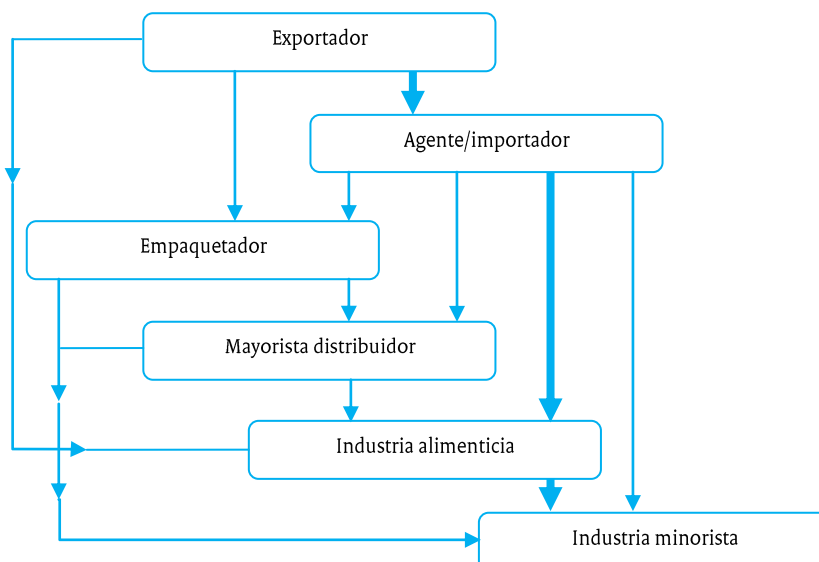 Exportador
Agente/importador
Empaquetador
Mayorista distribuidor
Industria alimenticia
Industria minorista